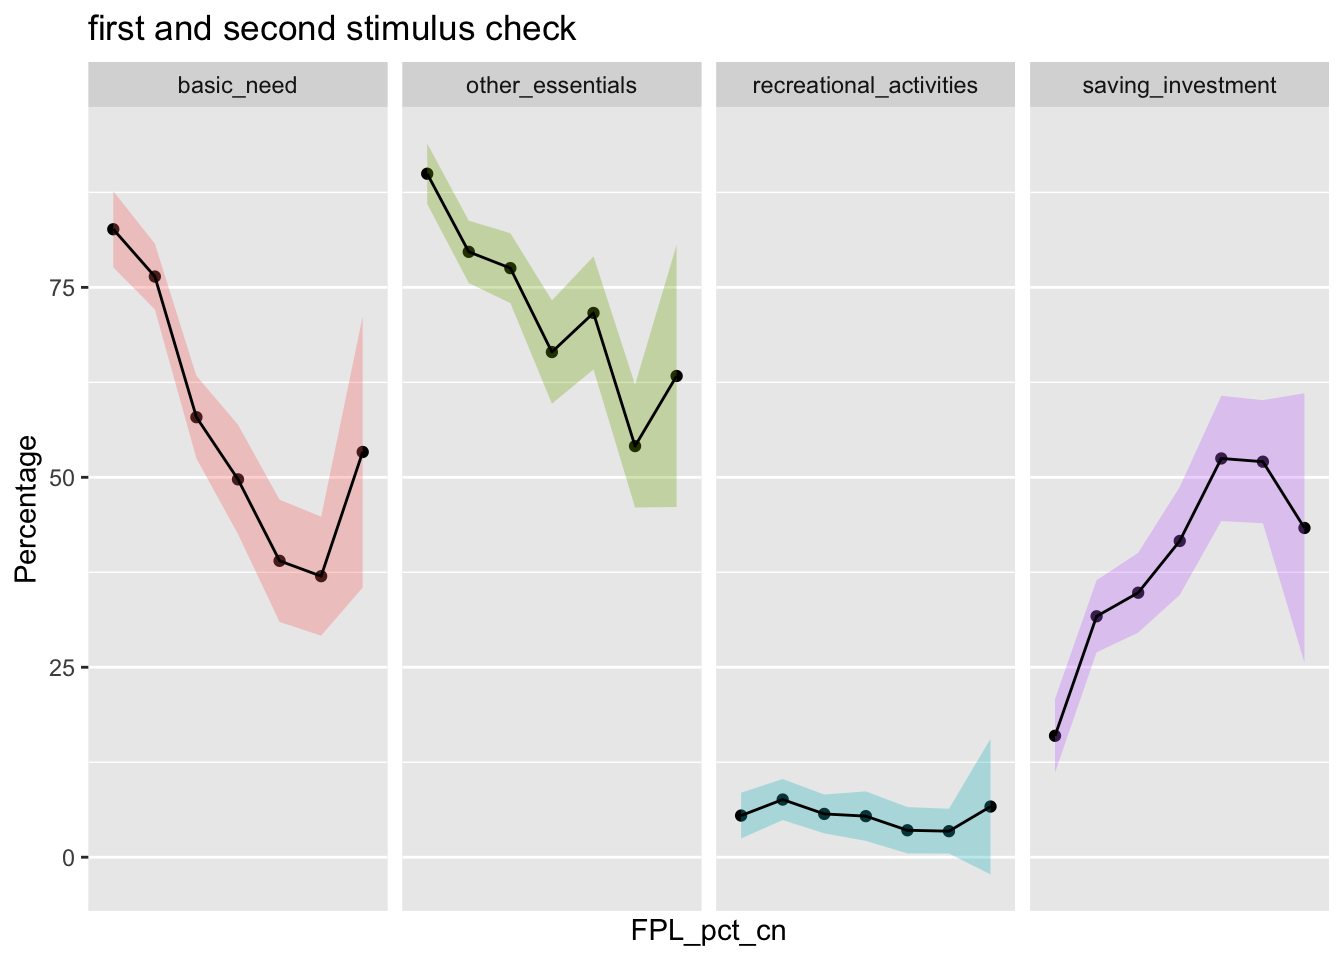 first and second stimulus check
basic_need
other_essentials
recreational_activities
saving_investment
Percentage
75
50
25
0
FPL_pct_cn